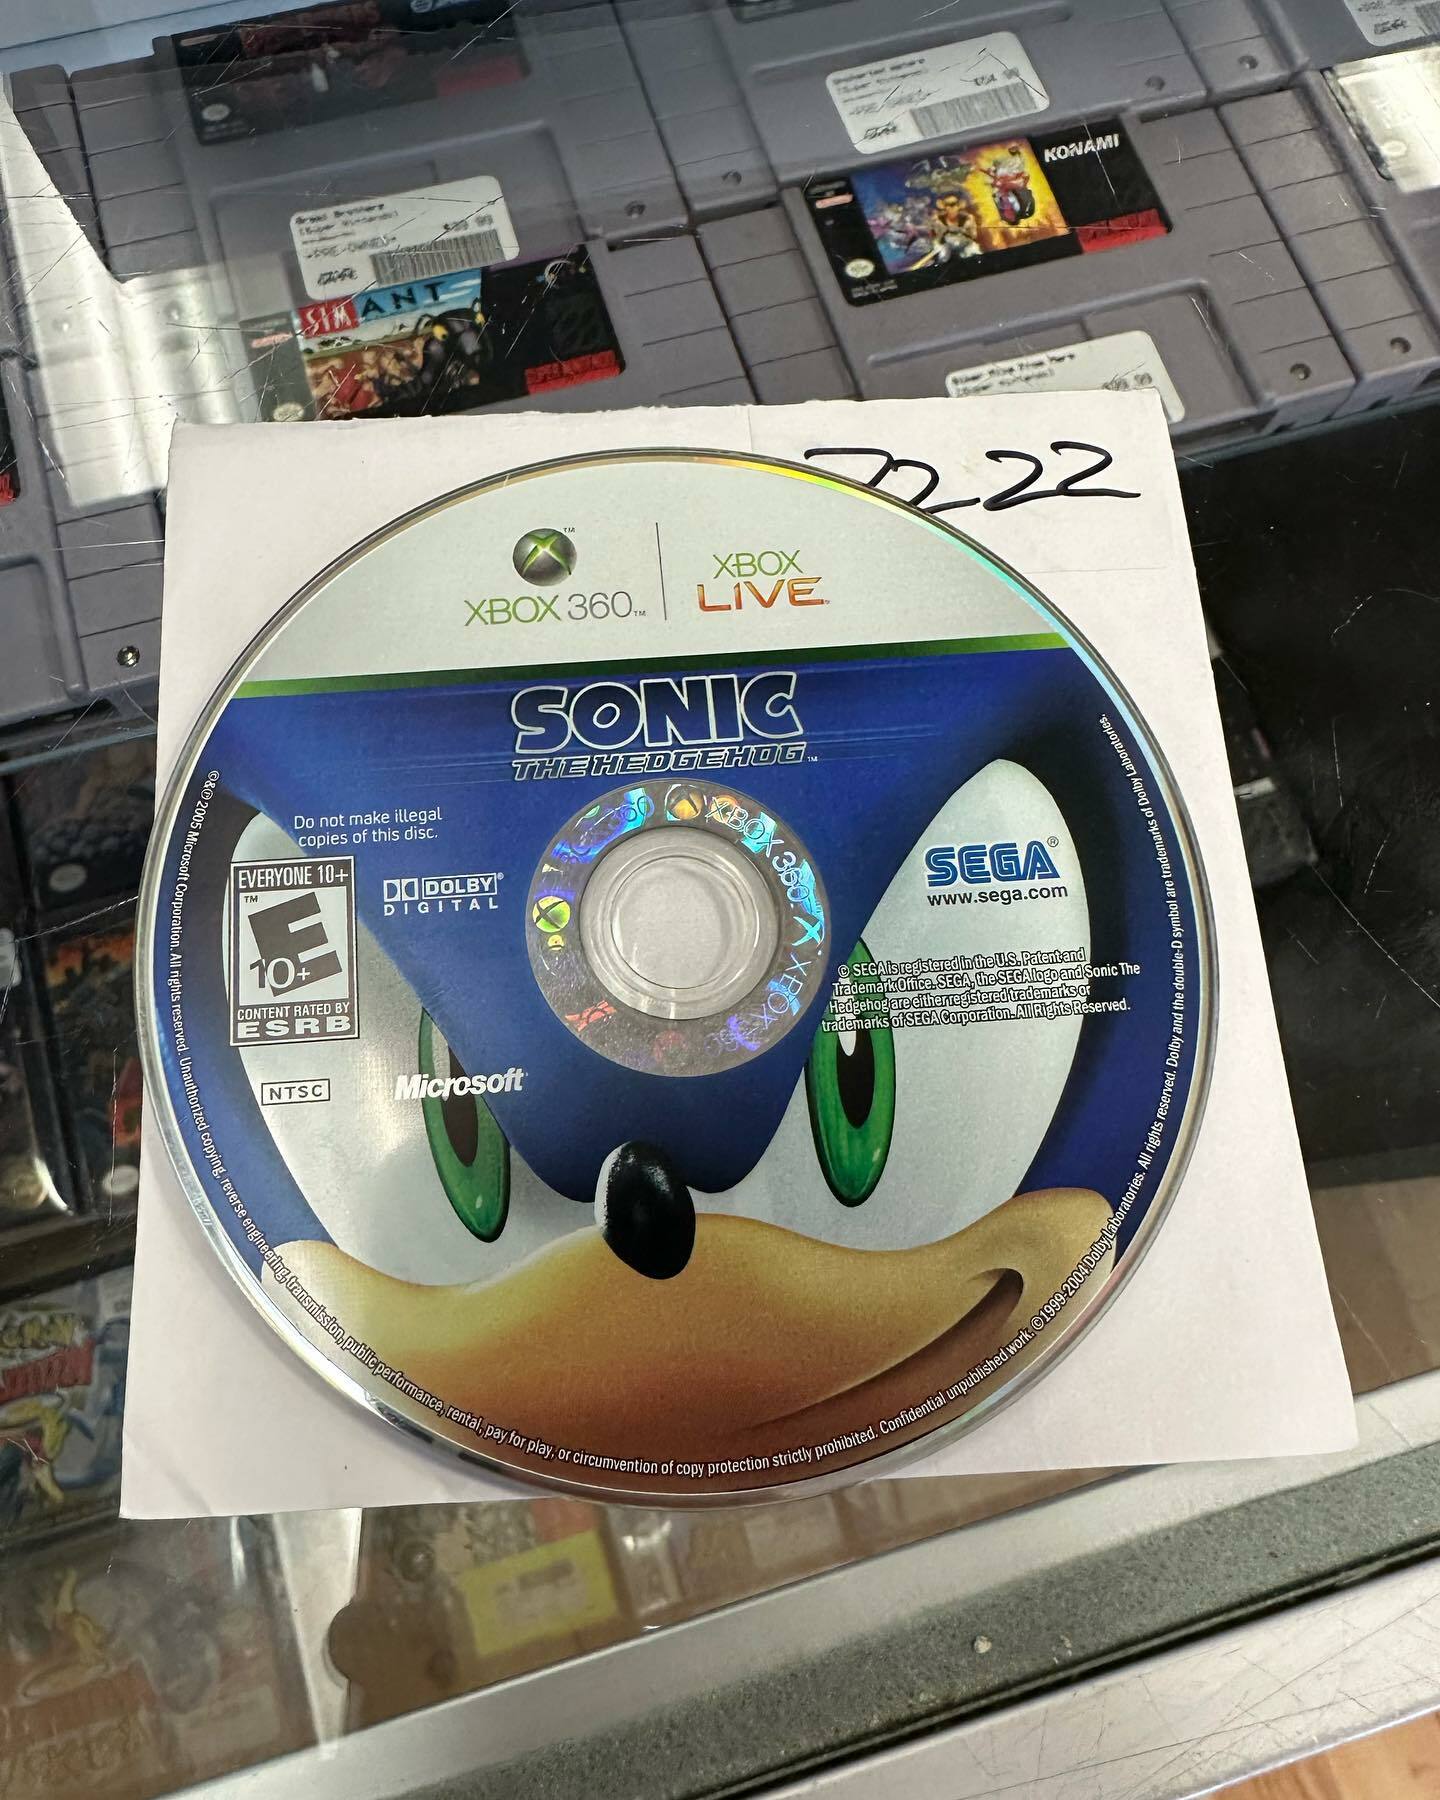 KONAMI
SIM ANT
7222
XBOX 360™
XBOX
LIVE
SONIC
THE HEDGEHOG™
Do not make illegal
copies of this disc.
EVERYONE 10+
™
E
10+
CONTENT RATED BY
ESRB
DOLBY®
DIGITAL
SEGA®
www.sega.com
© SEGA is registered in the U.S. Patent and
Trademark Office. SEGA, the SEGA logo and Sonic The
Hedgehog are either registered trademarks or
trademarks of SEGA Corporation. All Rights Reserved.
NTSC
Microsoft®
XBOX 360
©&℗ 2005 Microsoft Corporation. All rights reserved. Unauthorized copying, reverse engineering, transmission, public performance, rental, pay for play, or circumvention of copy protection strictly prohibited. Confidential unpublished work. ©1999-2004 Dolby Laboratories. All rights reserved. Dolby and the double-D symbol are trademarks of Dolby Laboratories.